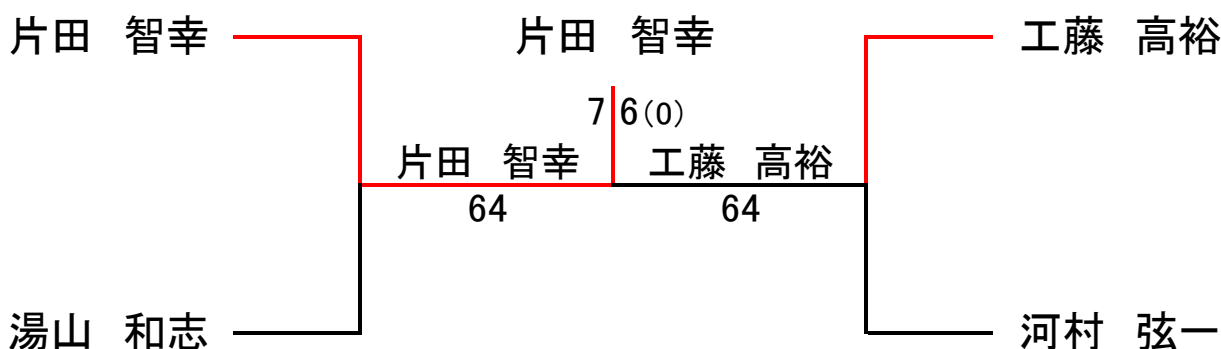 片田 智幸 片田 智幸 工藤 高裕
7 6(0)
片田 智幸 工藤 高裕
64 64
湯山 和志 河村 弦一